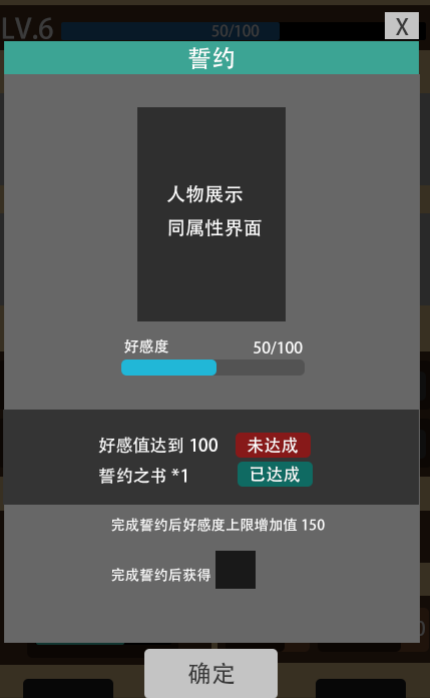 LV.6
50/100
X
誓约
人物展示
同属性界面
好感度 50/100
好感值达到 100 未达成
誓约之书 *1 已达成
完成誓约后好感度上限增加值 150
完成誓约后获得
确定